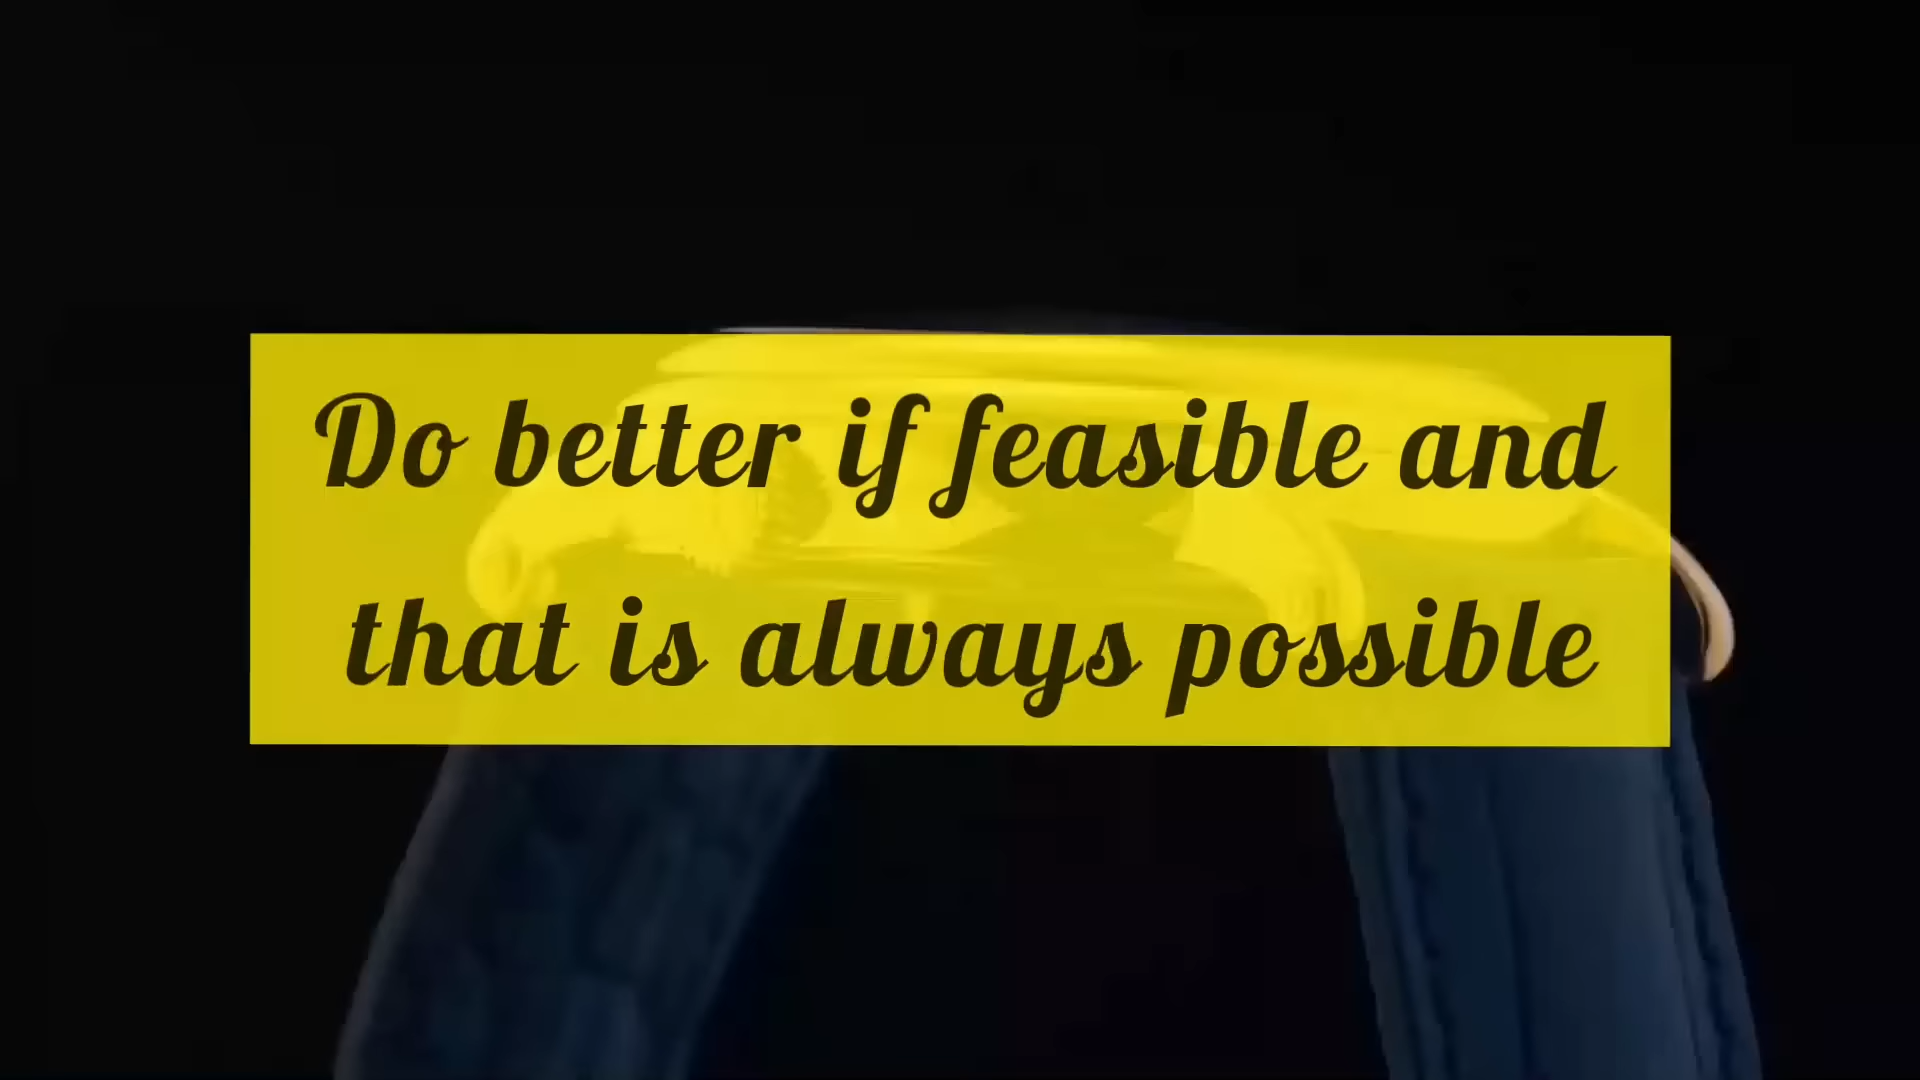 Do better if feasible and
that is always possible